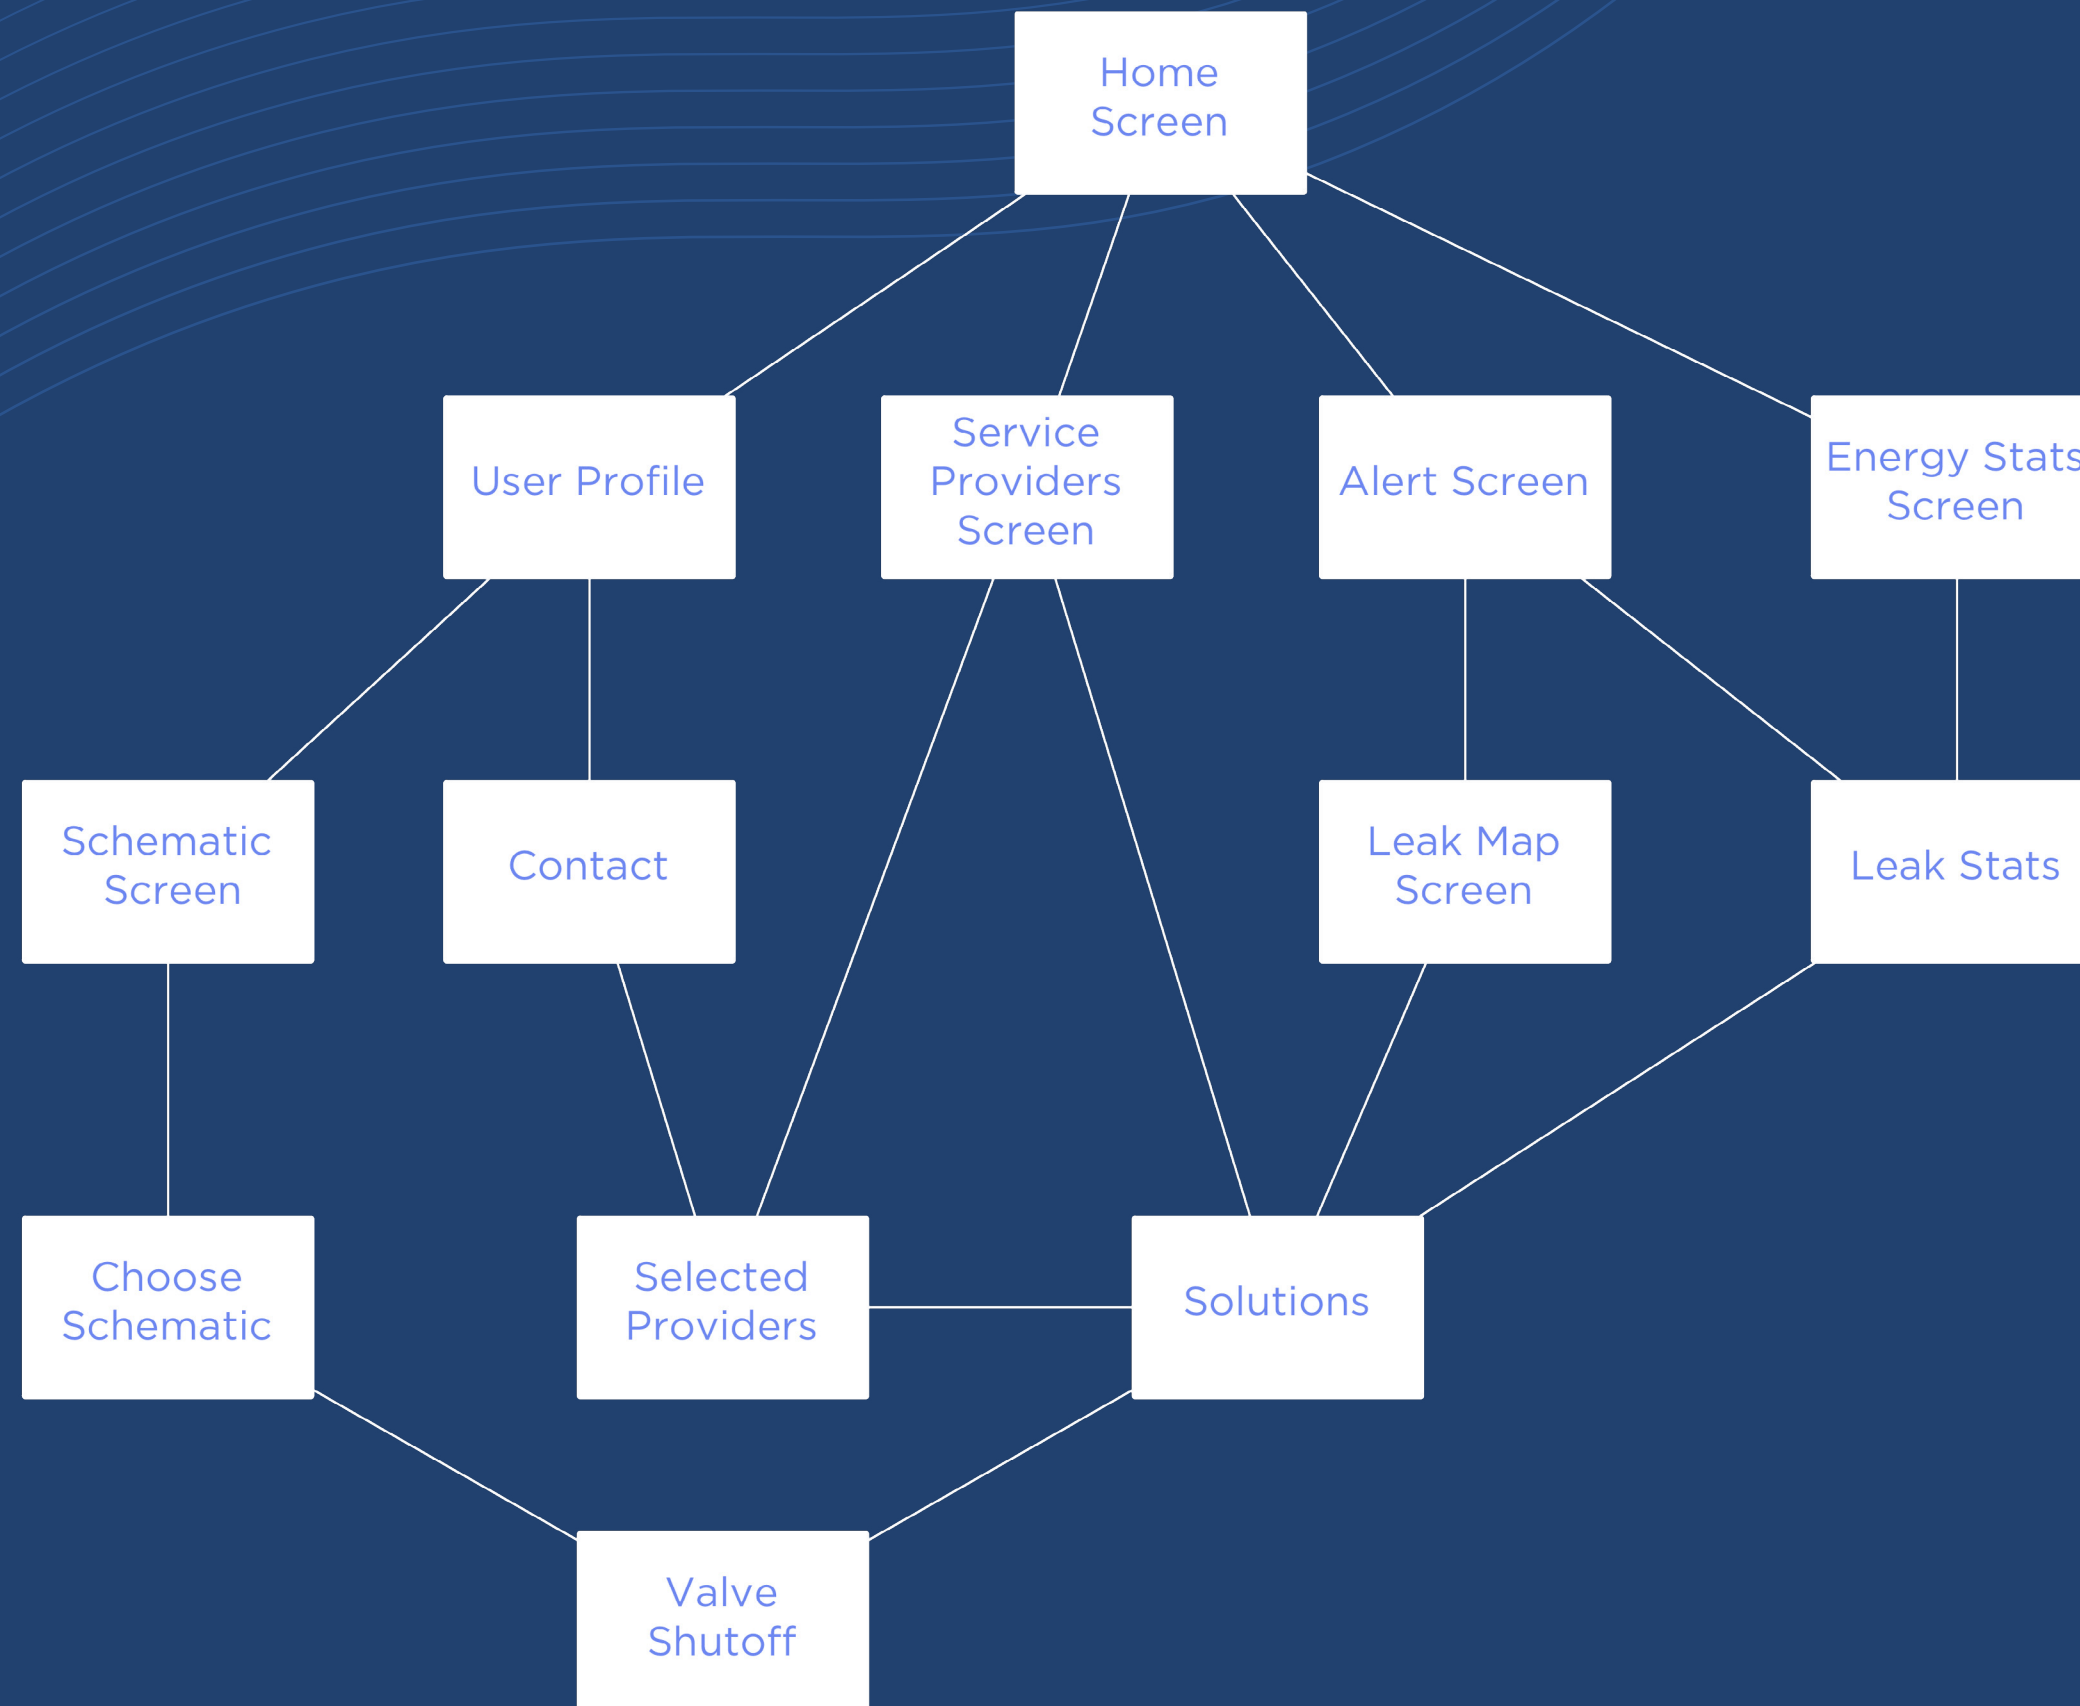 Home
Screen
User Profile
Service
Providers
Screen
Alert Screen
Energy Stats
Screen
Schematic
Screen
Contact
Leak Map
Screen
Leak Stats
Choose
Schematic
Selected
Providers
Solutions
Valve
Shutoff